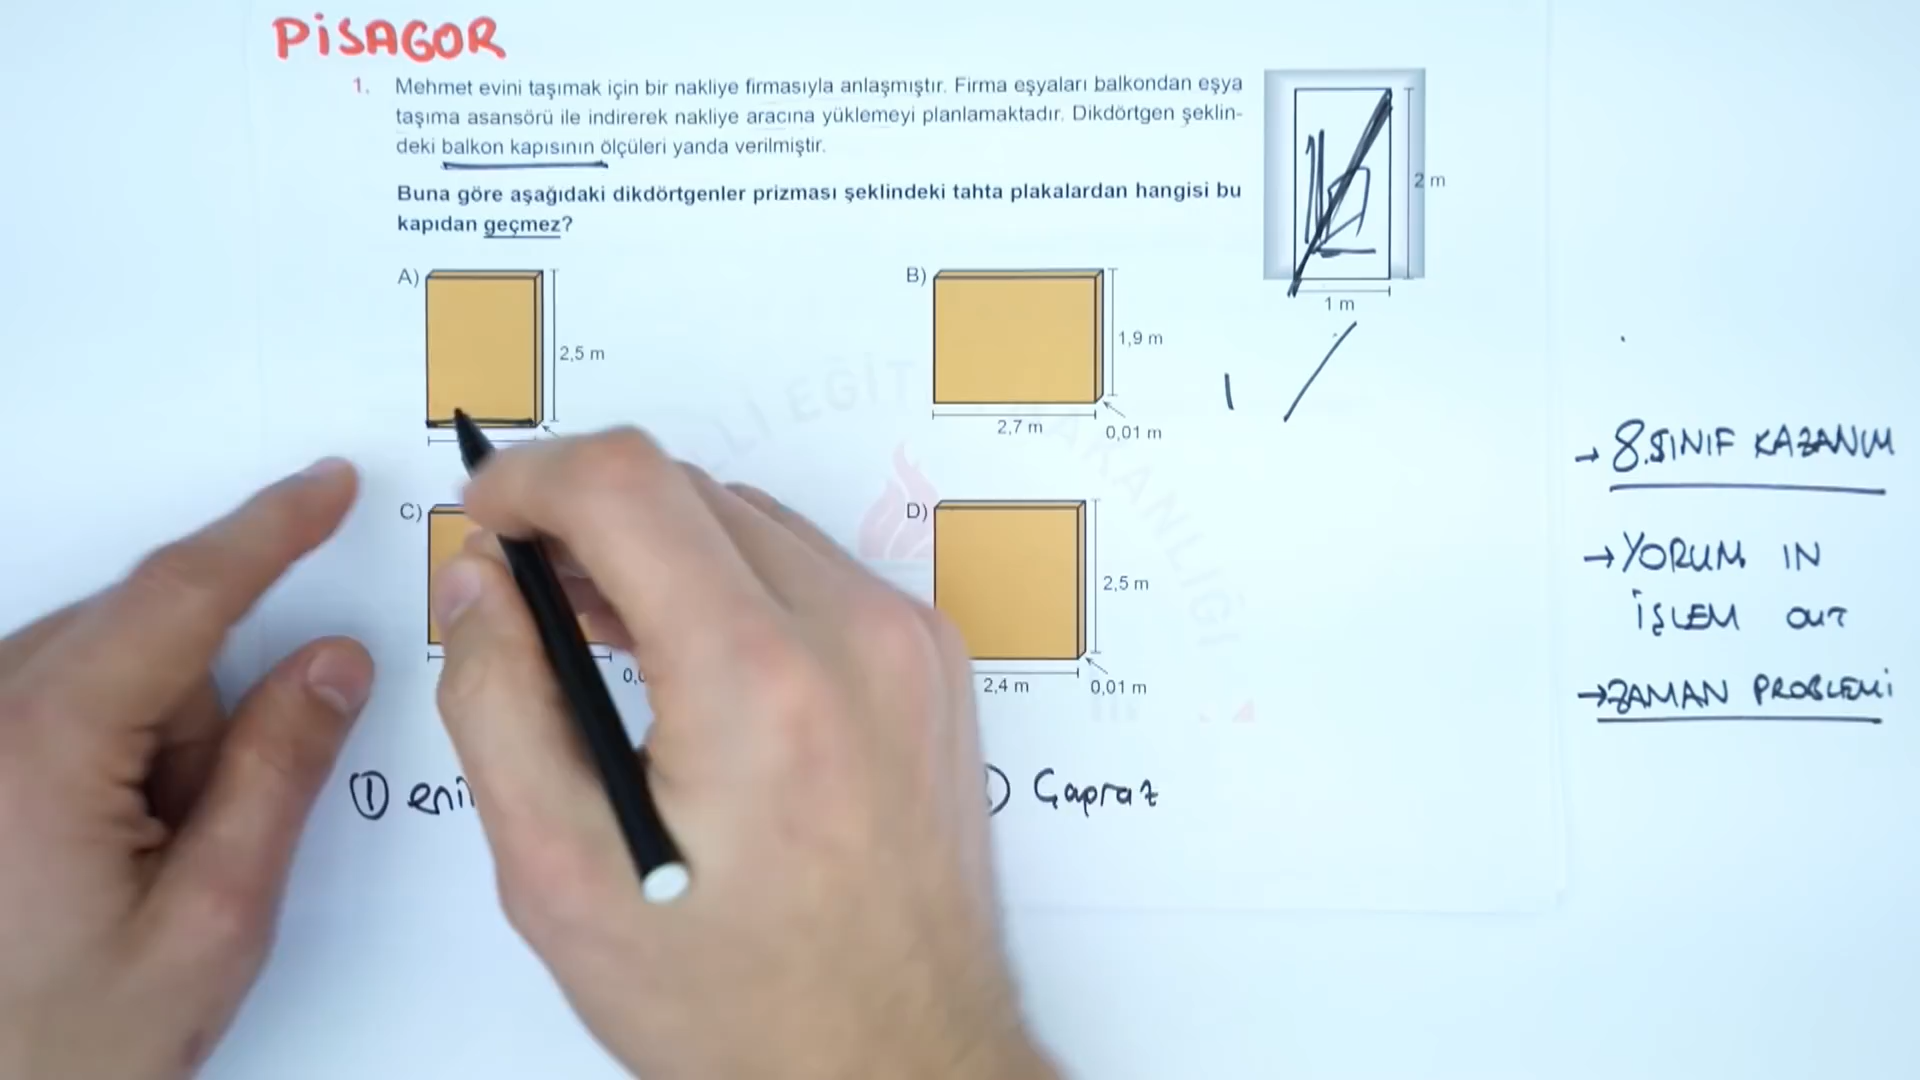 PİSAGOR
1. Mehmet evini taşımak için bir nakliye firmasıyla anlaşmıştır. Firma eşyaları balkondan eşya
taşıma asansörü ile indirerek nakliye aracına yüklemeyi planlamaktadır. Dikdörtgen şeklin-
deki balkon kapısının ölçüleri yanda verilmiştir.
Buna göre aşağıdaki dikdörtgenler prizması şeklindeki tahta plakalardan hangisi bu
kapıdan geçmez?
2 m
1 m
A)
2,5 m
B)
1,9 m
2,7 m
0,01 m
C)
D)
2,5 m
2,4 m
0,01 m
① eni
Çapraz
→ 8.SINIF KAZANIM
→ YORUM IN
İŞLEM OUT
→ ZAMAN PROBLEMİ